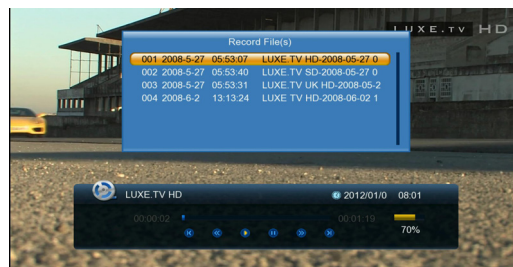 LUXE.TV HD
Record File(s)
001 2008-5-27 05:53:07 LUXE.TV HD-2008-05-27 0
002 2008-5-27 05:53:40 LUXE.TV SD-2008-05-27 0
003 2008-5-27 05:53:31 LUXE.TV UK HD-2008-05-2
004 2008-6-2 13:13:24 LUXE TV HD-2008-06-02 1
LUXE.TV HD 2012/01/0 08:01
00:00:02 00:01:19
70%